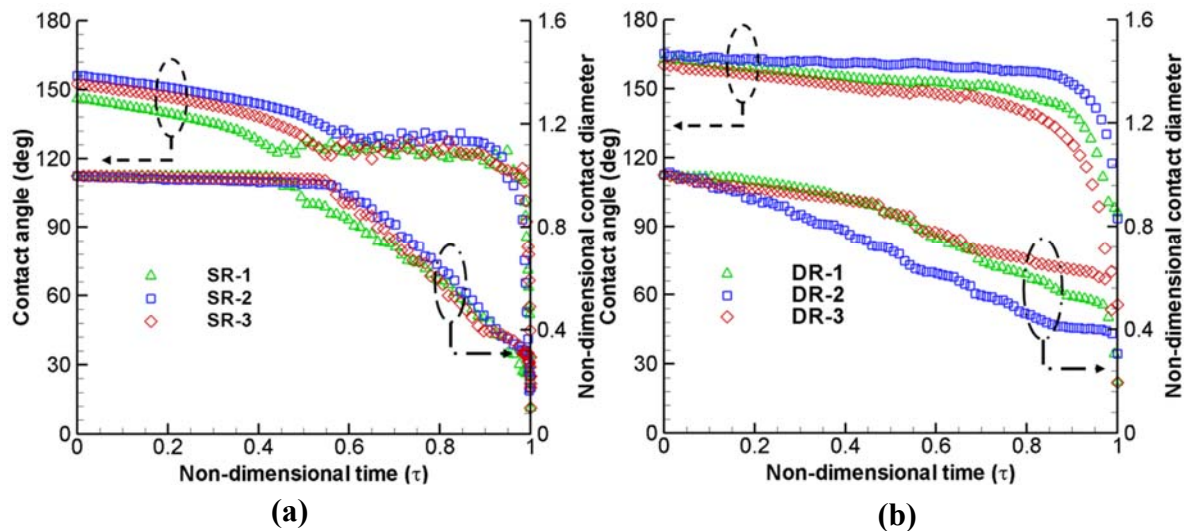 180
150
120
90
60
30
0
Contact angle (deg)
1.6
1.2
0.8
0.4
0
Non-dimensional contact diameter
SR-1
SR-2
SR-3
0
0.2
0.4
0.6
0.8
1
Non-dimensional time (τ)
(a)
180
150
120
90
60
30
0
Contact angle (deg)
1.6
1.2
0.8
0.4
0
Non-dimensional contact diameter
DR-1
DR-2
DR-3
0
0.2
0.4
0.6
0.8
1
Non-dimensional time (τ)
(b)